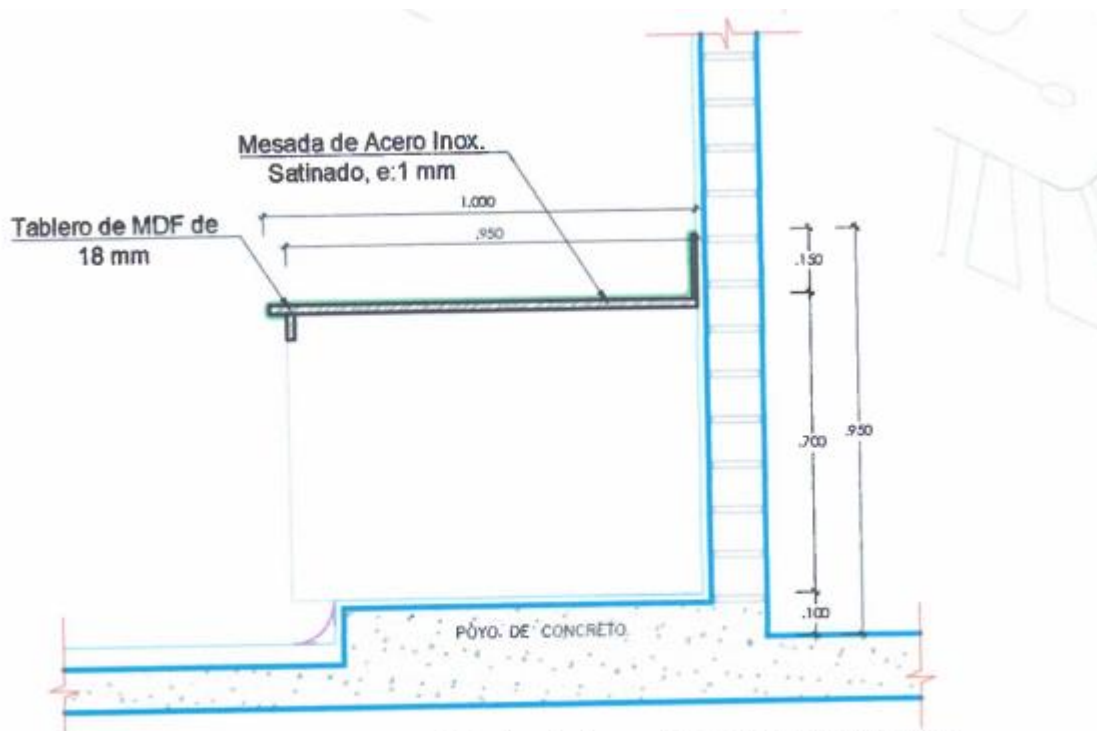 Mesada de Acero Inox.
Satinado, e:1 mm
1.000
Tablero de MDF de
18 mm
.950
.150
.700
.950
.100
POYO. DE CONCRETO.